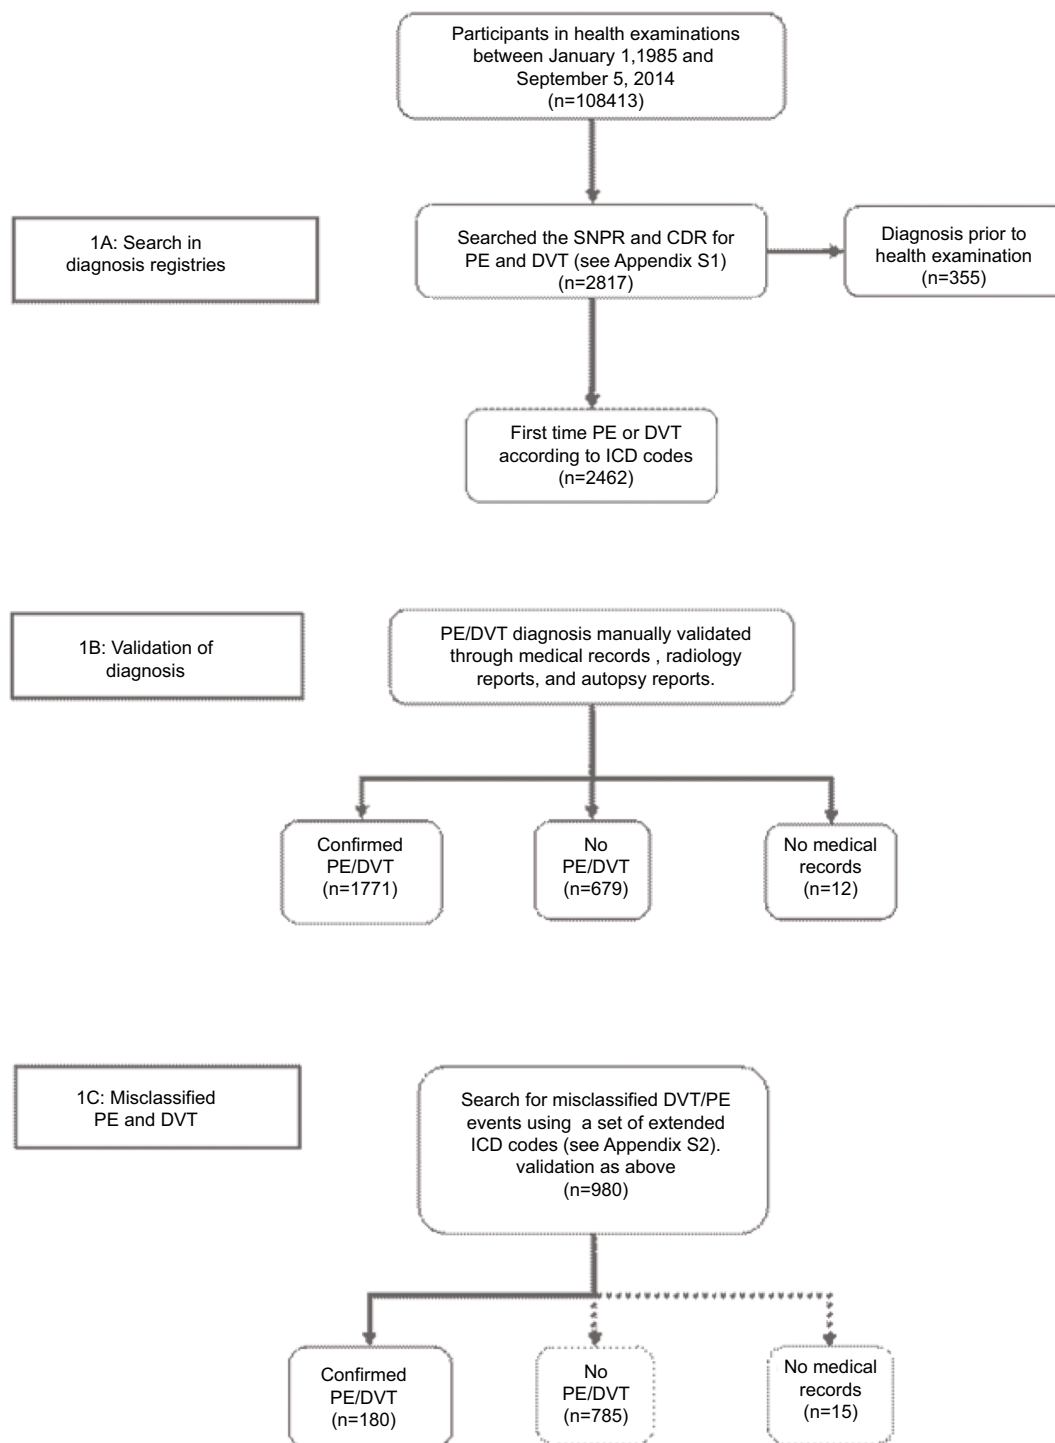 Participants in health examinations
between January 1,1985 and
September 5, 2014
(n=108413)
1A: Search in
diagnosis registries
Searched the SNPR and CDR for
PE and DVT (see Appendix S1)
(n=2817)
Diagnosis prior to
health examination
(n=355)
First time PE or DVT
according to ICD codes
(n=2462)
1B: Validation of
diagnosis
PE/DVT diagnosis manually validated
through medical records , radiology
reports, and autopsy reports.
Confirmed
PE/DVT
(n=1771)
No
PE/DVT
(n=679)
No medical
records
(n=12)
1C: Misclassified
PE and DVT
Search for misclassified DVT/PE
events using a set of extended
ICD codes (see Appendix S2).
validation as above
(n=980)
Confirmed
PE/DVT
(n=180)
No
PE/DVT
(n=785)
No medical
records
(n=15)